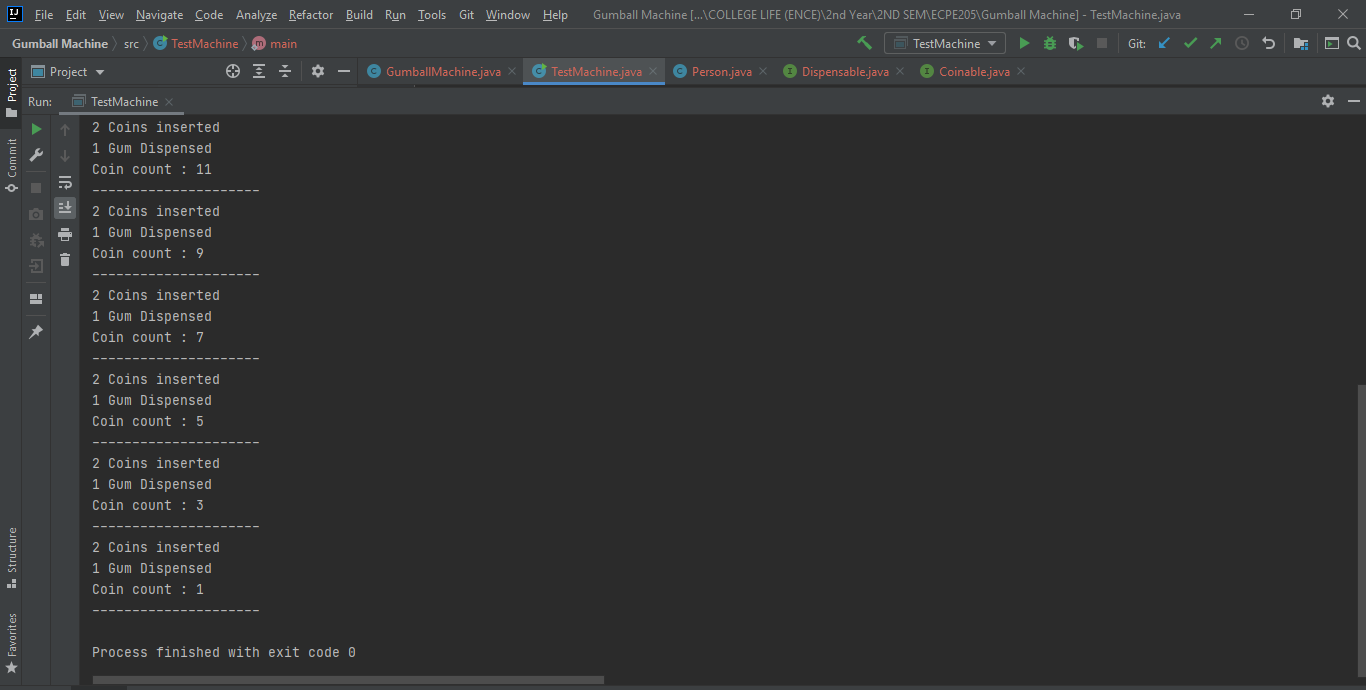 IJ File Edit View Navigate Code Analyze Refactor Build Run Tools Git Window Help Gumball Machine [...\COLLEGE LIFE (ENCE)\2nd Year\2ND SEM\ECPE205\Gumball Machine] - TestMachine.java
Gumball Machine src C TestMachine m main TestMachine Git:
Project Project C GumballMachine.java C TestMachine.java C Person.java I Dispensable.java I Coinable.java
Run: TestMachine
Commit
Structure
Favorites
2 Coins inserted
1 Gum Dispensed
Coin count : 11
---------------------
2 Coins inserted
1 Gum Dispensed
Coin count : 9
---------------------
2 Coins inserted
1 Gum Dispensed
Coin count : 7
---------------------
2 Coins inserted
1 Gum Dispensed
Coin count : 5
---------------------
2 Coins inserted
1 Gum Dispensed
Coin count : 3
---------------------
2 Coins inserted
1 Gum Dispensed
Coin count : 1
---------------------
Process finished with exit code 0